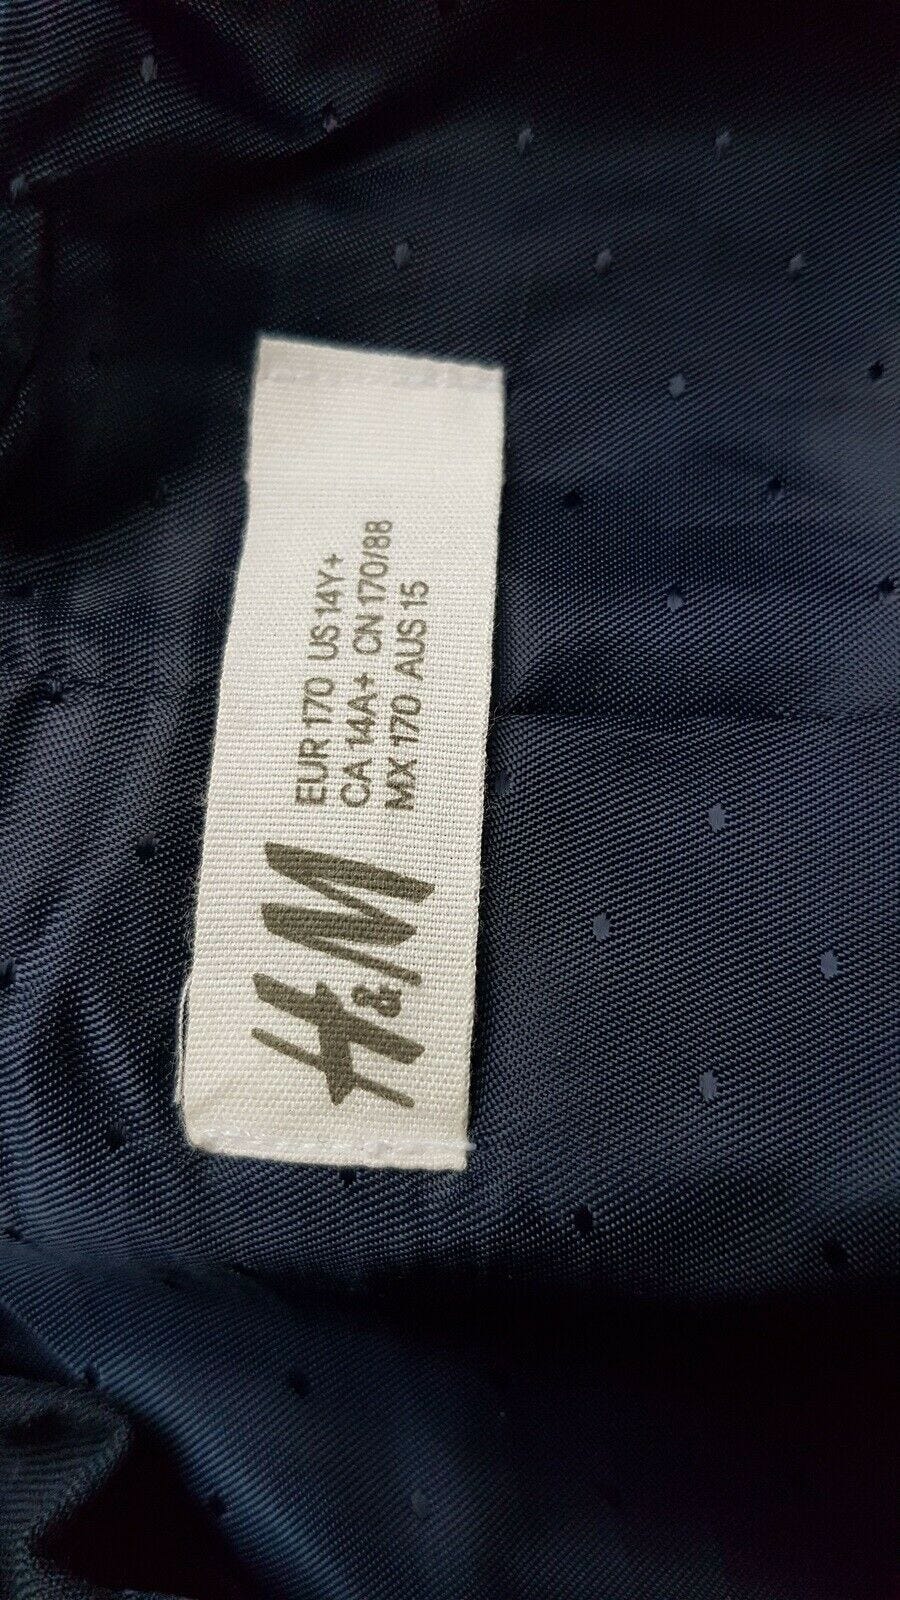 H&M
EUR 170 US 14Y+
CA 14A+ CN 170/88
MX 170 AUS 15